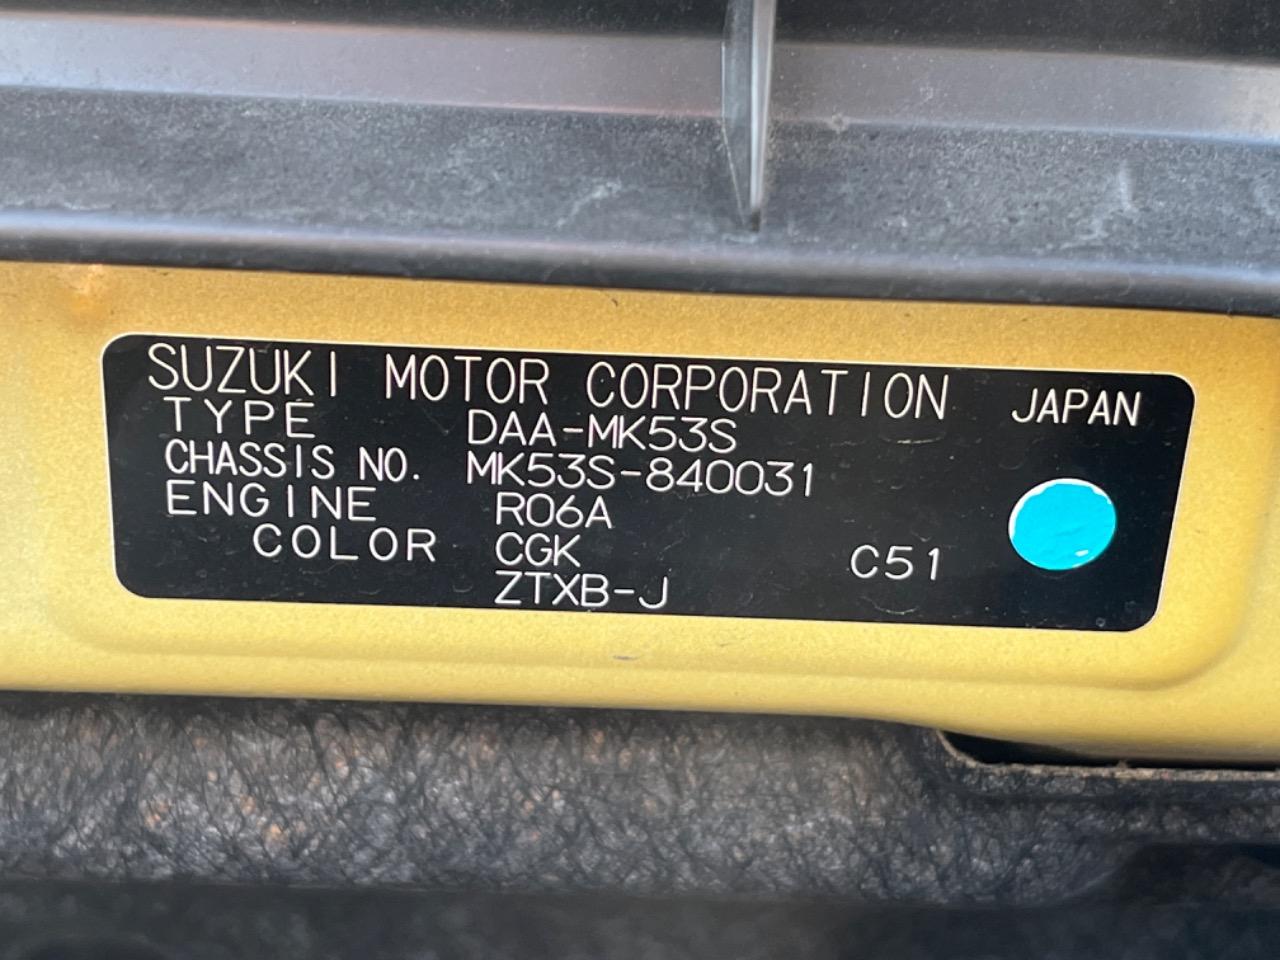 SUZUKI MOTOR CORPORATION JAPAN
TYPE DAA-MK53S
CHASSIS NO. MK53S-840031
ENGINE R06A
COLOR CGK C51
ZTXB-J